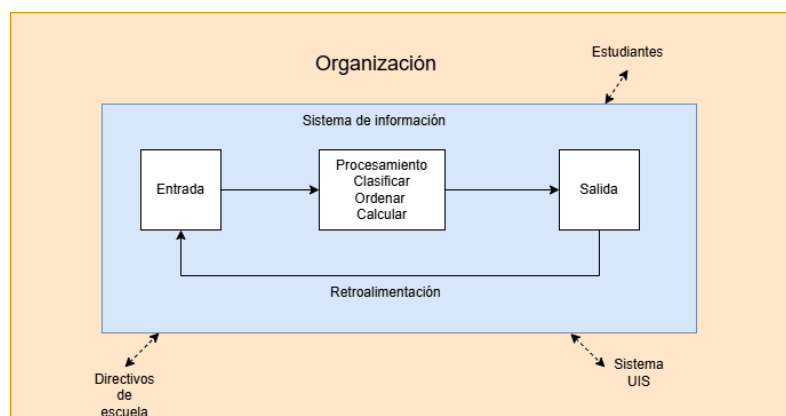 Organización
Estudiantes
Sistema de información
Entrada
Procesamiento
Clasificar
Ordenar
Calcular
Salida
Retroalimentación
Directivos
de
escuela
Sistema
UIS